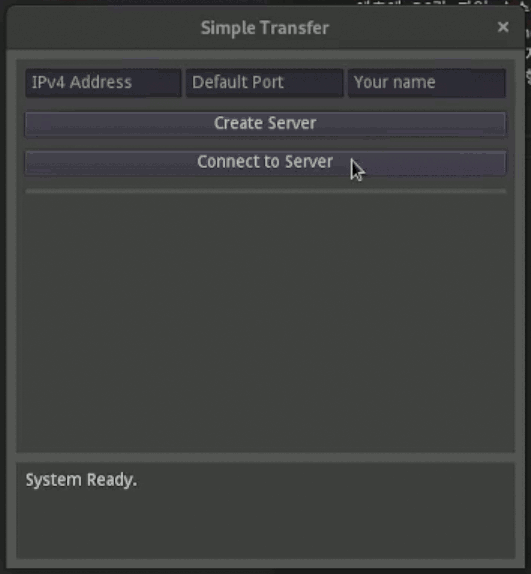 Simple Transfer
IPv4 Address Default Port Your name
Create Server
Connect to Server
System Ready.